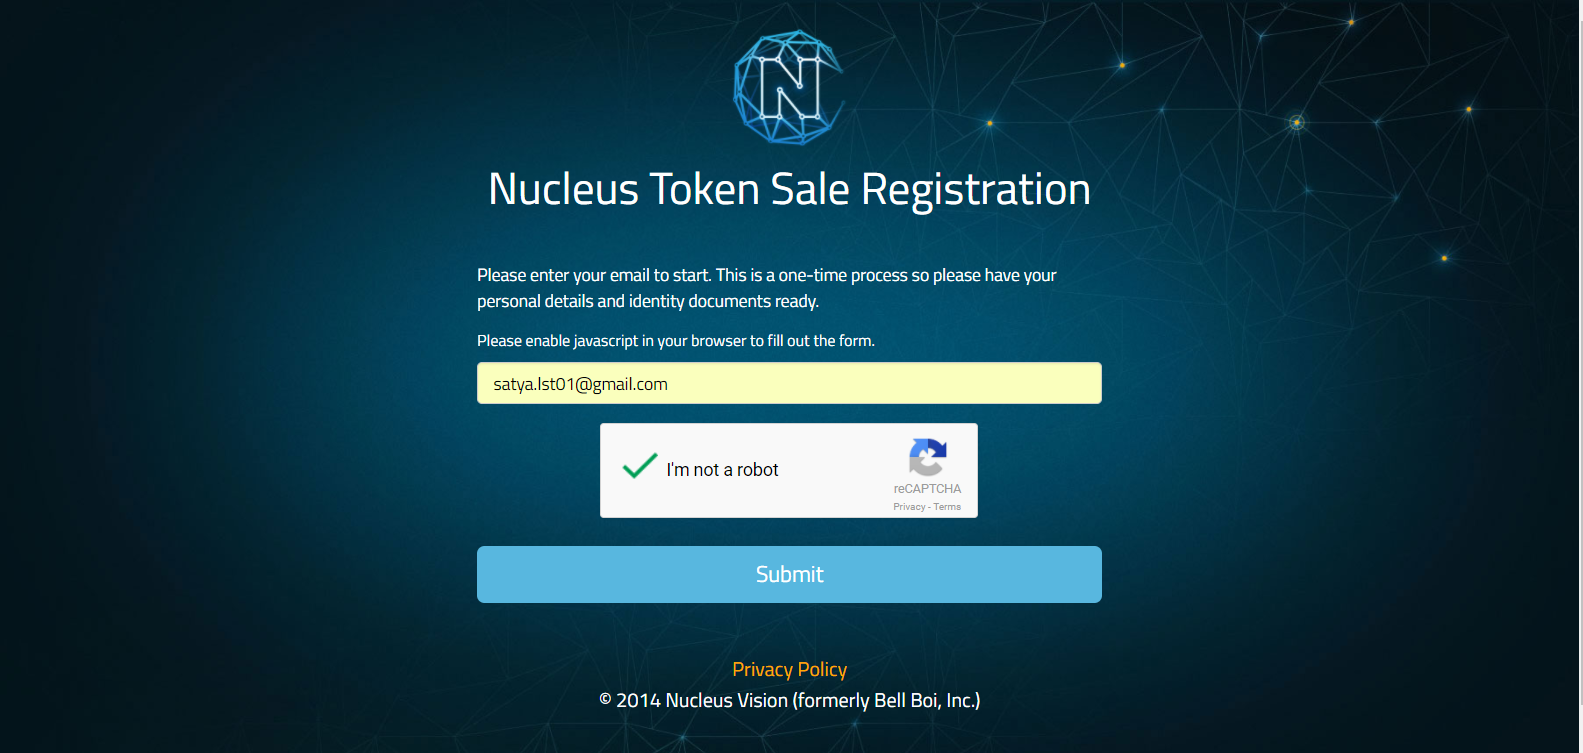 N
Nucleus Token Sale Registration
Please enter your email to start. This is a one-time process so please have your
personal details and identity documents ready.
Please enable javascript in your browser to fill out the form.
satya.lst01@gmail.com
I'm not a robot
reCAPTCHA
Privacy - Terms
Submit
Privacy Policy
© 2014 Nucleus Vision (formerly Bell Boi, Inc.)